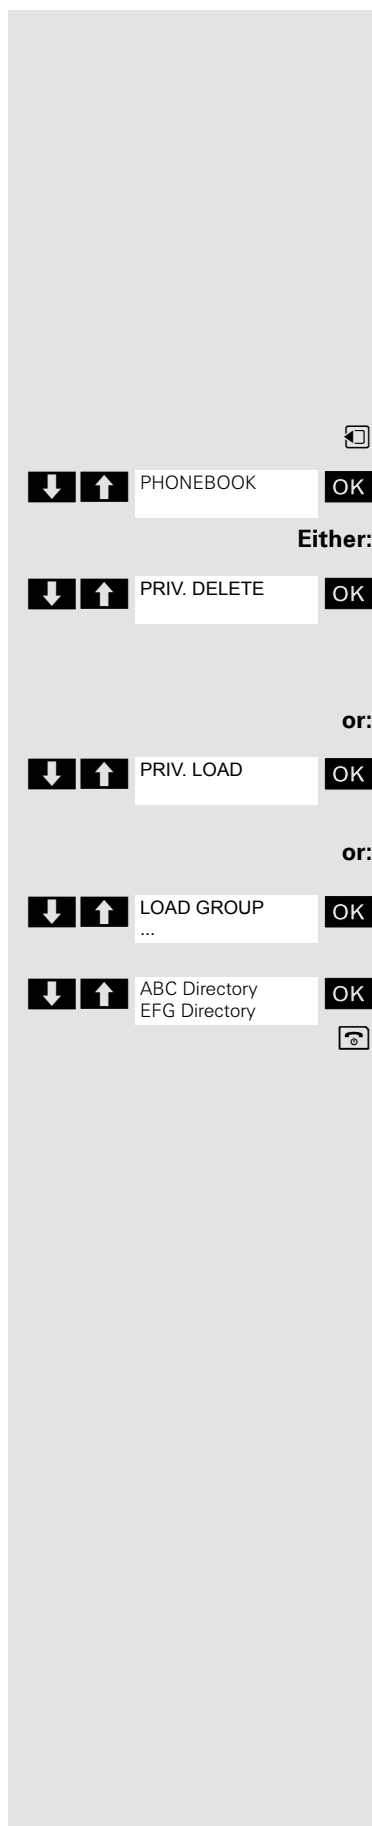 PHONEBOOK OK
Either:
PRIV. DELETE OK
or:
PRIV. LOAD OK
or:
LOAD GROUP OK
...
ABC Directory OK
EFG Directory